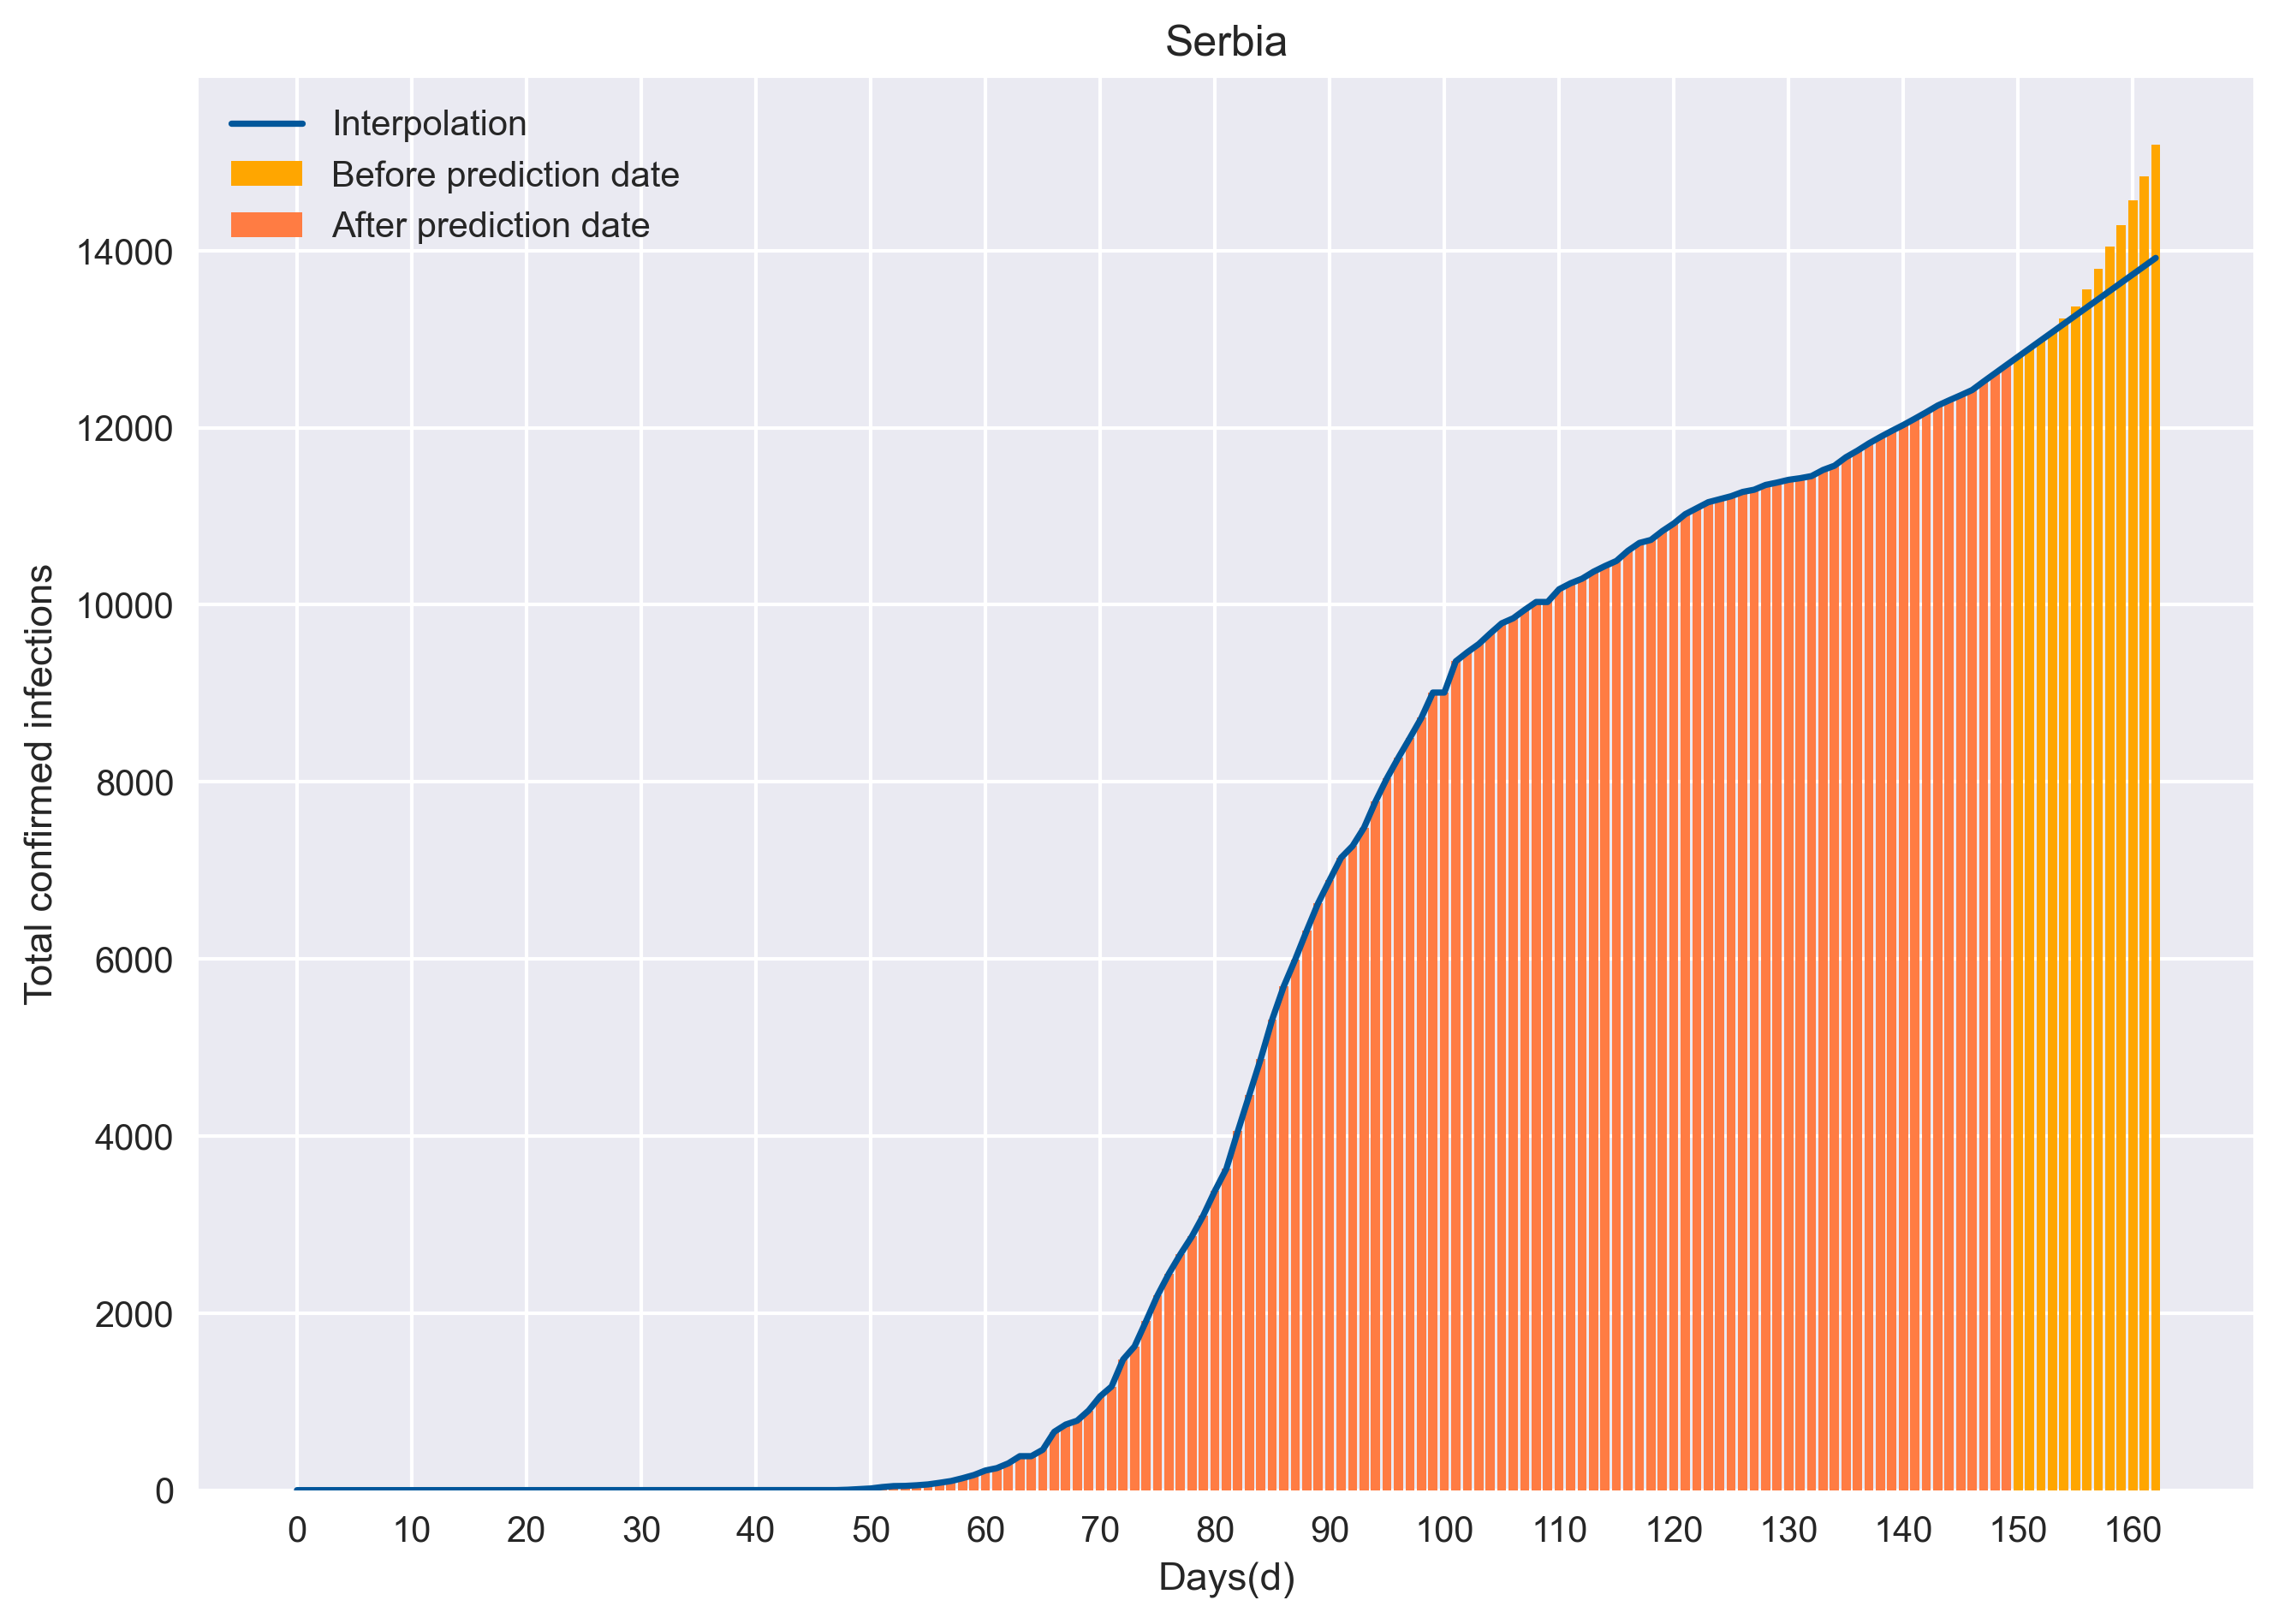 Serbia
Interpolation
Before prediction date
After prediction date
14000
12000
10000
8000
6000
4000
2000
0
Total confirmed infections
0 10 20 30 40 50 60 70 80 90 100 110 120 130 140 150 160
Days(d)